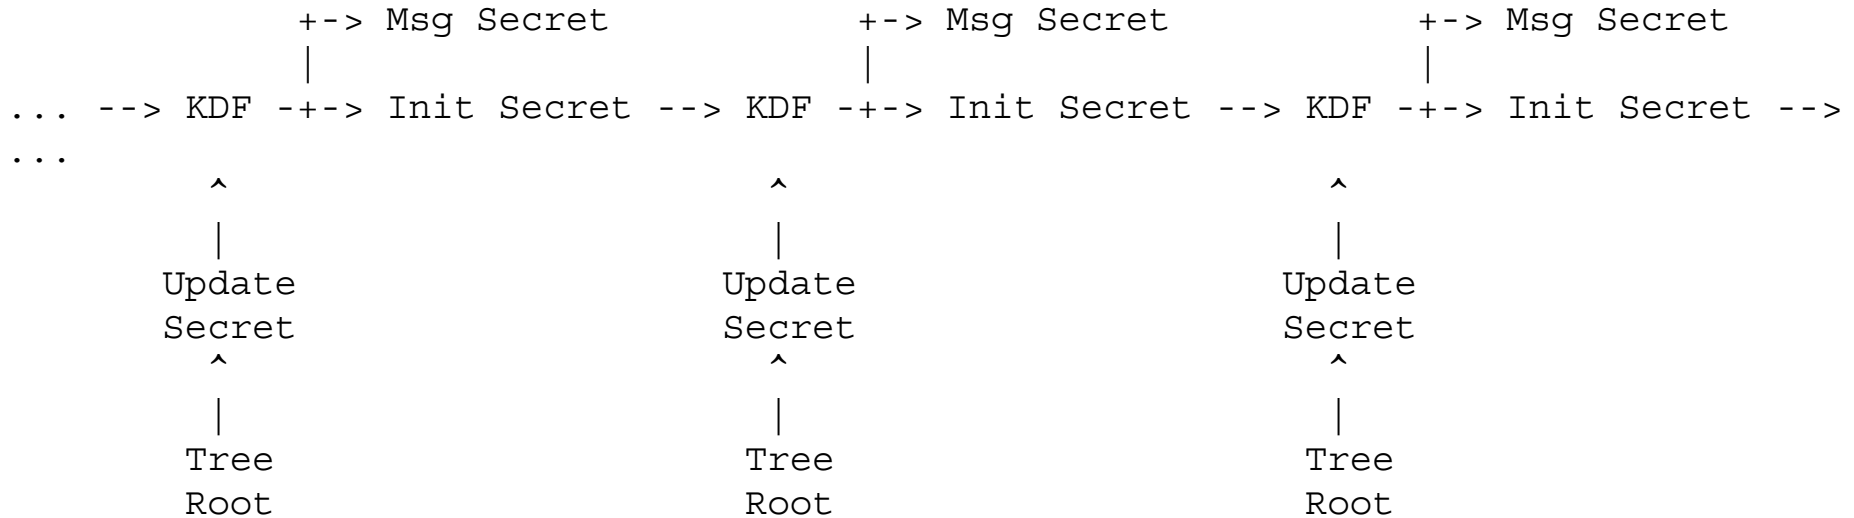 +-> Msg Secret +-> Msg Secret +-> Msg Secret
| | |
... --> KDF -+-> Init Secret --> KDF -+-> Init Secret --> KDF -+-> Init Secret -->
...
^ ^ ^
| | |
Update Update Update
Secret Secret Secret
^ ^ ^
| | |
Tree Tree Tree
Root Root Root